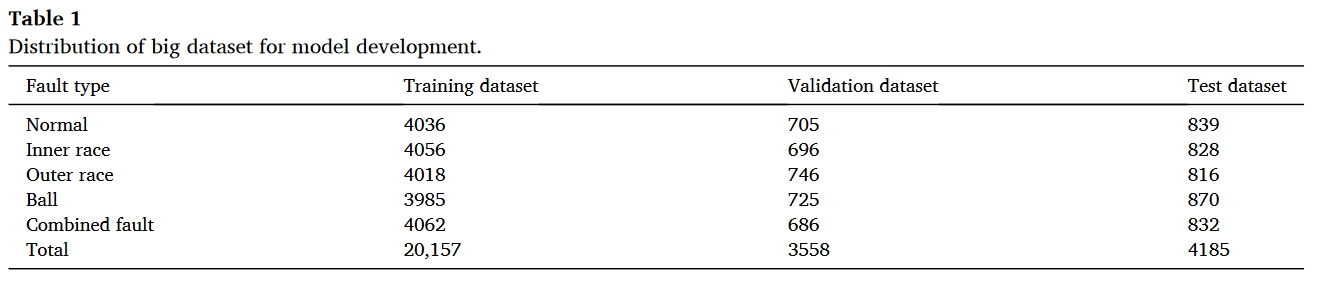 Table 1
Distribution of big dataset for model development.
Fault type Training dataset Validation dataset Test dataset
Normal 4036 705 839
Inner race 4056 696 828
Outer race 4018 746 816
Ball 3985 725 870
Combined fault 4062 686 832
Total 20,157 3558 4185